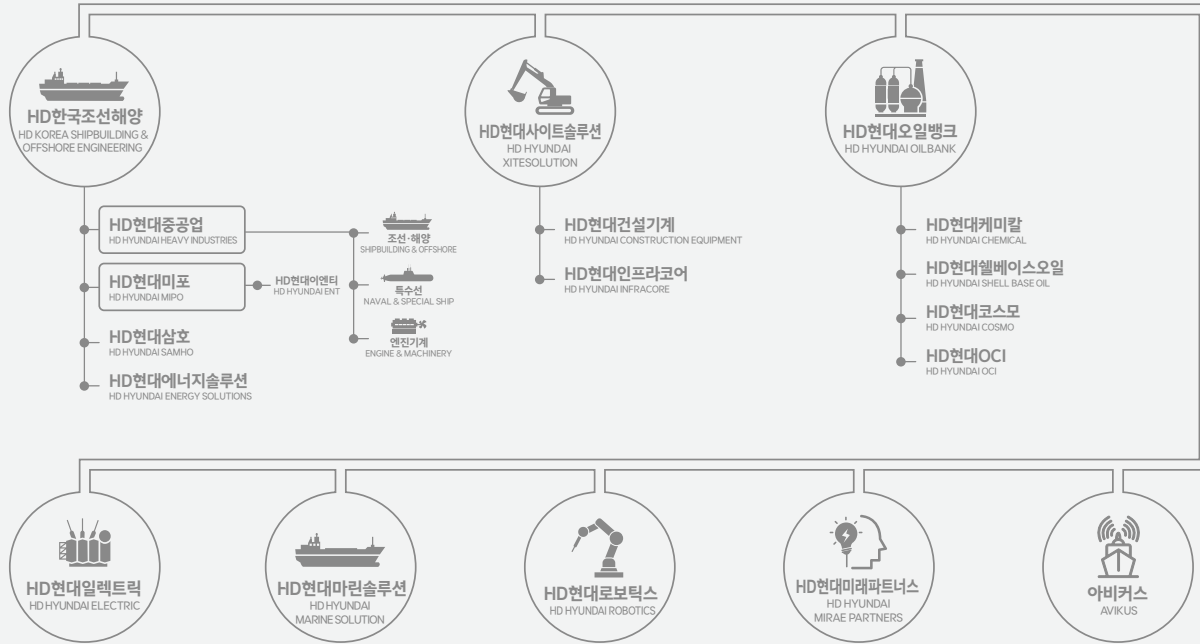 HD한국조선해양
HD KOREA SHIPBUILDING &
OFFSHORE ENGINEERING
HD현대중공업
HD HYUNDAI HEAVY INDUSTRIES
조선·해양
SHIPBUILDING & OFFSHORE
HD현대미포
HD HYUNDAI MIPO
HD현대이엔티
HD HYUNDAI ENT
특수선
NAVAL & SPECIAL SHIP
엔진기계
ENGINE & MACHINERY
HD현대삼호
HD HYUNDAI SAMHO
HD현대에너지솔루션
HD HYUNDAI ENERGY SOLUTIONS
HD현대사이트솔루션
HD HYUNDAI
XITESOLUTION
HD현대건설기계
HD HYUNDAI CONSTRUCTION EQUIPMENT
HD현대인프라코어
HD HYUNDAI INFRACORE
HD현대오일뱅크
HD HYUNDAI OILBANK
HD현대케미칼
HD HYUNDAI CHEMICAL
HD현대쉘베이스오일
HD HYUNDAI SHELL BASE OIL
HD현대코스모
HD HYUNDAI COSMO
HD현대OCI
HD HYUNDAI OCI
HD현대일렉트릭
HD HYUNDAI ELECTRIC
HD현대마린솔루션
HD HYUNDAI
MARINE SOLUTION
HD현대로보틱스
HD HYUNDAI ROBOTICS
HD현대미래파트너스
HD HYUNDAI
MIRAE PARTNERS
아비커스
AVIKUS